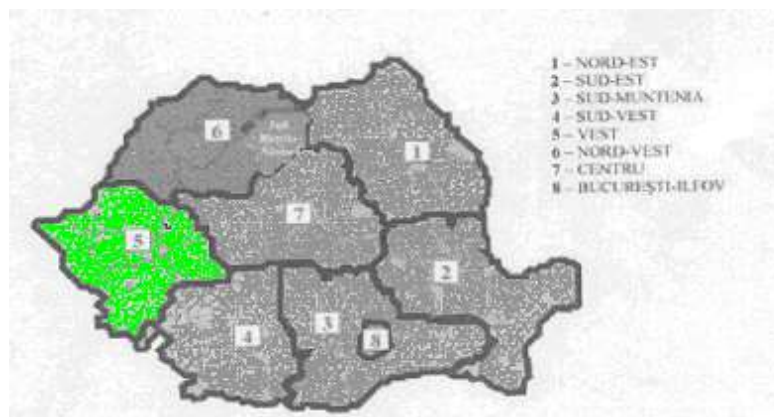 1 – NORD-EST
2 – SUD-EST
3 – SUD-MUNTENIA
4 – SUD-VEST
5 – VEST
6 – NORD-VEST
7 – CENTRU
8 – BUCUREȘTI-ILFOV
6
1
7
5
2
3
4
8